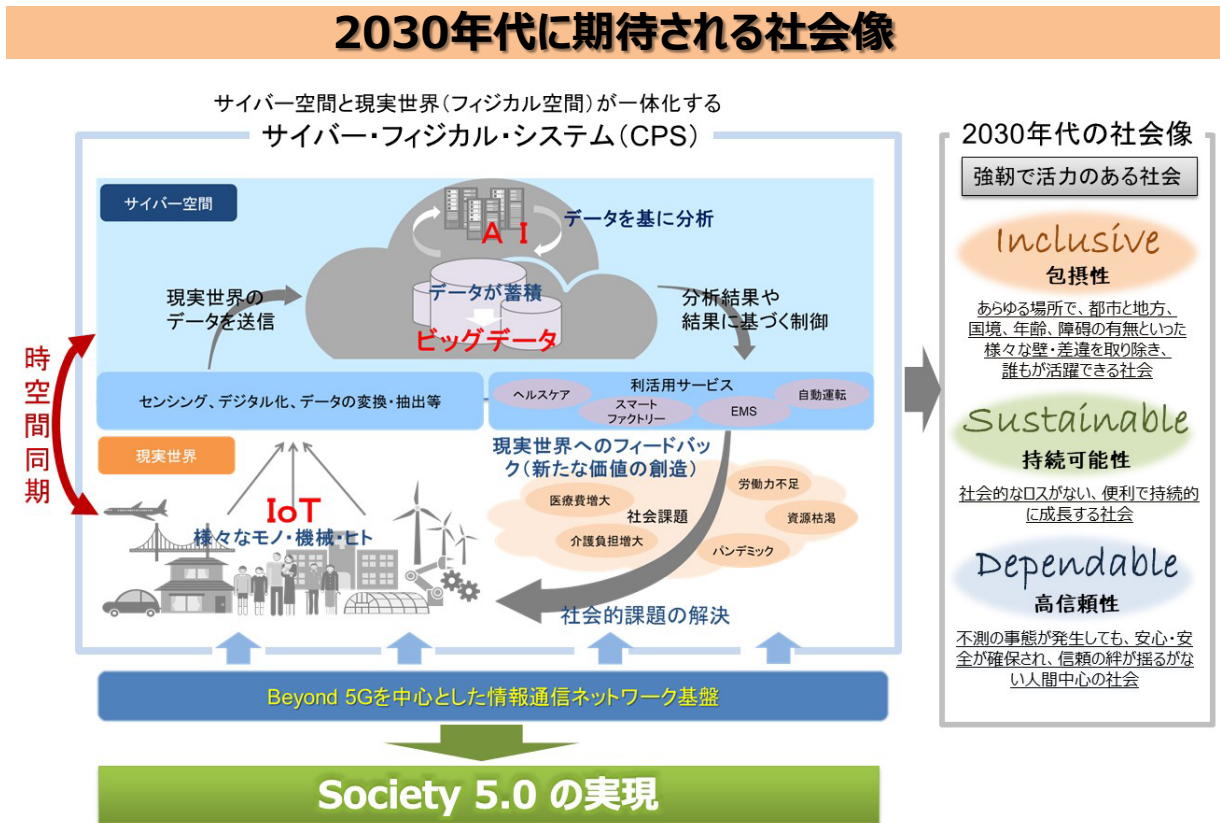 2030年代に期待される社会像
サイバー空間と現実世界（フィジカル空間）が一体化する
サイバー・フィジカル・システム（CPS）
サイバー空間
AI
データを基に分析
データが蓄積
ビッグデータ
現実世界の
データを送信
分析結果や
結果に基づく制御
時空間同期
センシング、デジタル化、データの変換・抽出等
利活用サービス
ヘルスケア
スマート
ファクトリー
EMS
自動運転
現実世界
IoT
様々なモノ・機械・ヒト
現実世界へのフィードバッ
ク（新たな価値の創造）
医療費増大
社会課題
労働力不足
資源枯渇
介護負担増大
パンデミック
社会的課題の解決
Beyond 5Gを中心とした情報通信ネットワーク基盤
Society 5.0 の実現
2030年代の社会像
強靭で活力のある社会
Inclusive
包摂性
あらゆる場所で、都市と地方、
国境、年齢、障碍の有無といった
様々な壁・差違を取り除き、
誰もが活躍できる社会
Sustainable
持続可能性
社会的なロスがない、便利で持続的
に成長する社会
Dependable
高信頼性
不測の事態が発生しても、安心・安
全が確保され、信頼の絆が揺るがな
い人間中心の社会